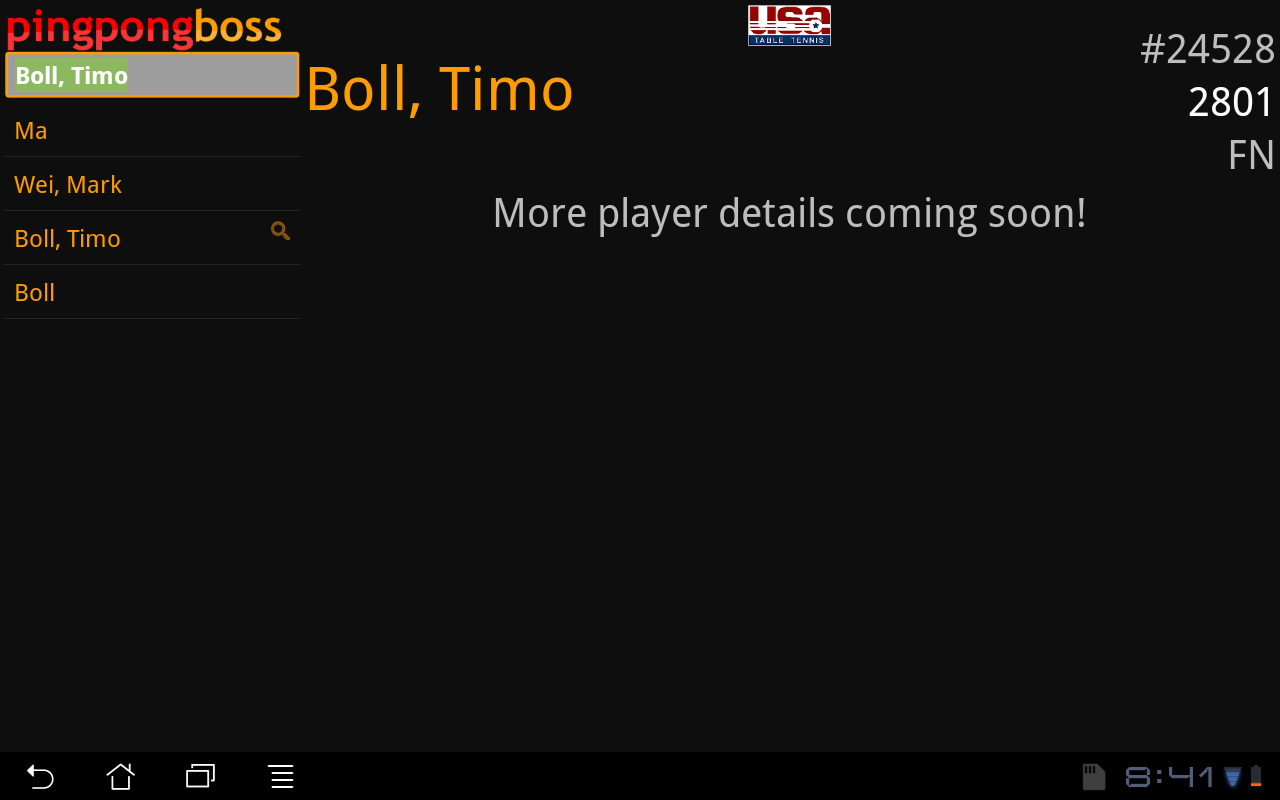 pingpongboss
Boll, Timo
Ma
Wei, Mark
Boll, Timo
Boll
USA
TABLE TENNIS
Boll, Timo
#24528
2801
FN
More player details coming soon!
8:41